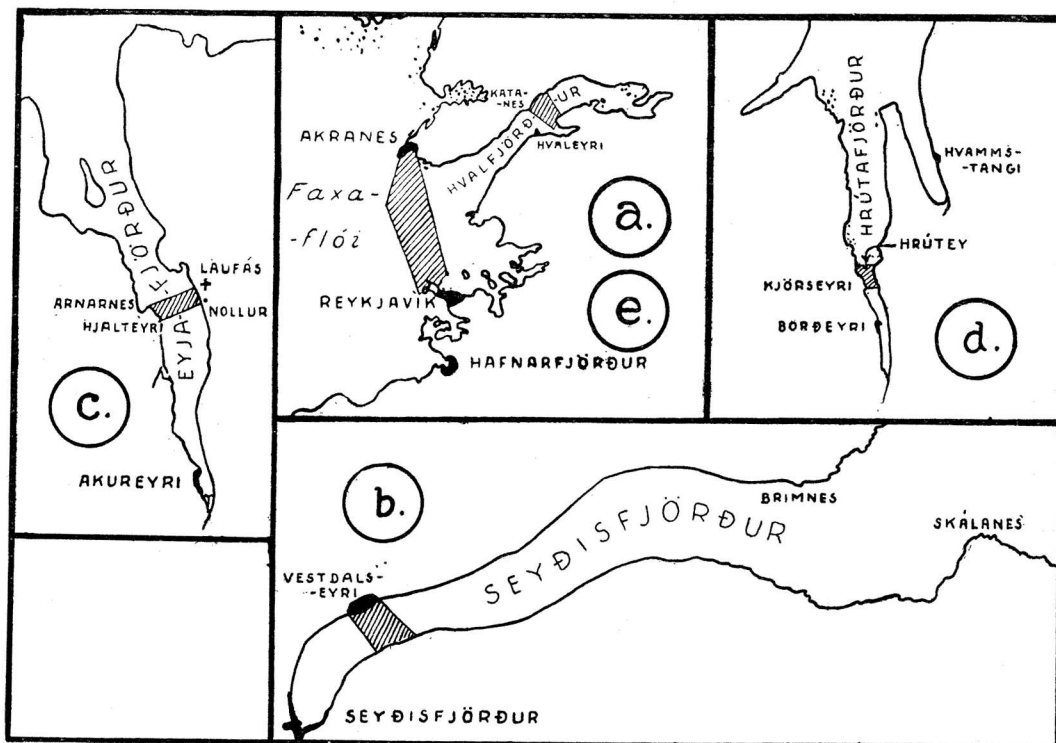 EYJAFJÖRÐUR
LAUFÁS
ARNARNES
NOLLUR
HJALTEYRI
c.
AKUREYRI
KATA-
-NES
HVALFJÖRÐUR
HVALEYRI
AKRANES
Faxa-
-flói
a.
REYKJAVÍK
e.
HAFNARFJÖRÐUR
HRÚTAFJÖRÐUR
HVAMMS-
-TANGI
HRÚTEY
KJÖRSEYRI
BORÐEYRI
d.
b.
BRIMNES
SEYÐISFJÖRÐUR
SKÁLANES
VESTDALS-
-EYRI
SEYÐISFJÖRÐUR